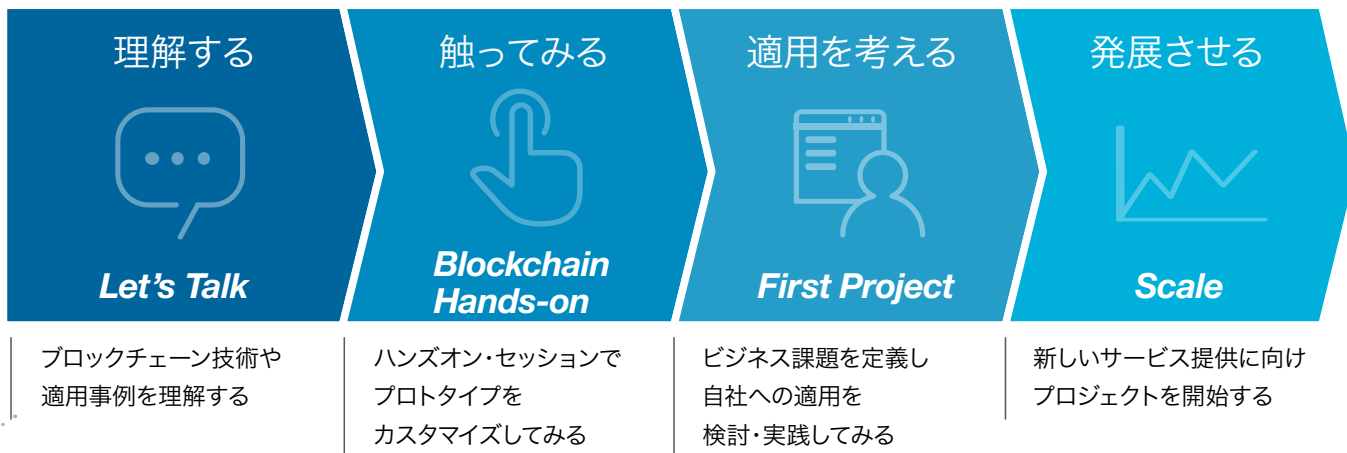 理解する
Let's Talk
ブロックチェーン技術や
適用事例を理解する
触ってみる
Blockchain
Hands-on
ハンズオン・セッションで
プロトタイプを
カスタマイズしてみる
適用を考える
First Project
ビジネス課題を定義し
自社への適用を
検討・実践してみる
発展させる
Scale
新しいサービス提供に向け
プロジェクトを開始する